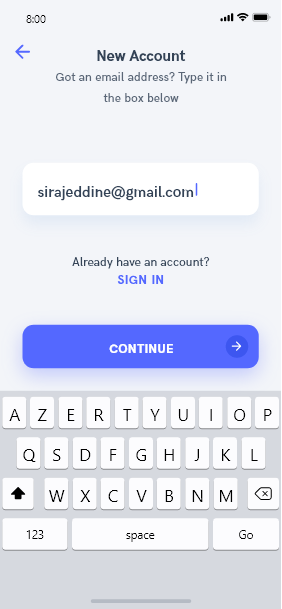 8:00
New Account
Got an email address? Type it in
the box below
sirajeddine@gmail.com
Already have an account?
SIGN IN
CONTINUE
A Z E R T Y U I O P
Q S D F G H J K L
W X C V B N M
123 space Go